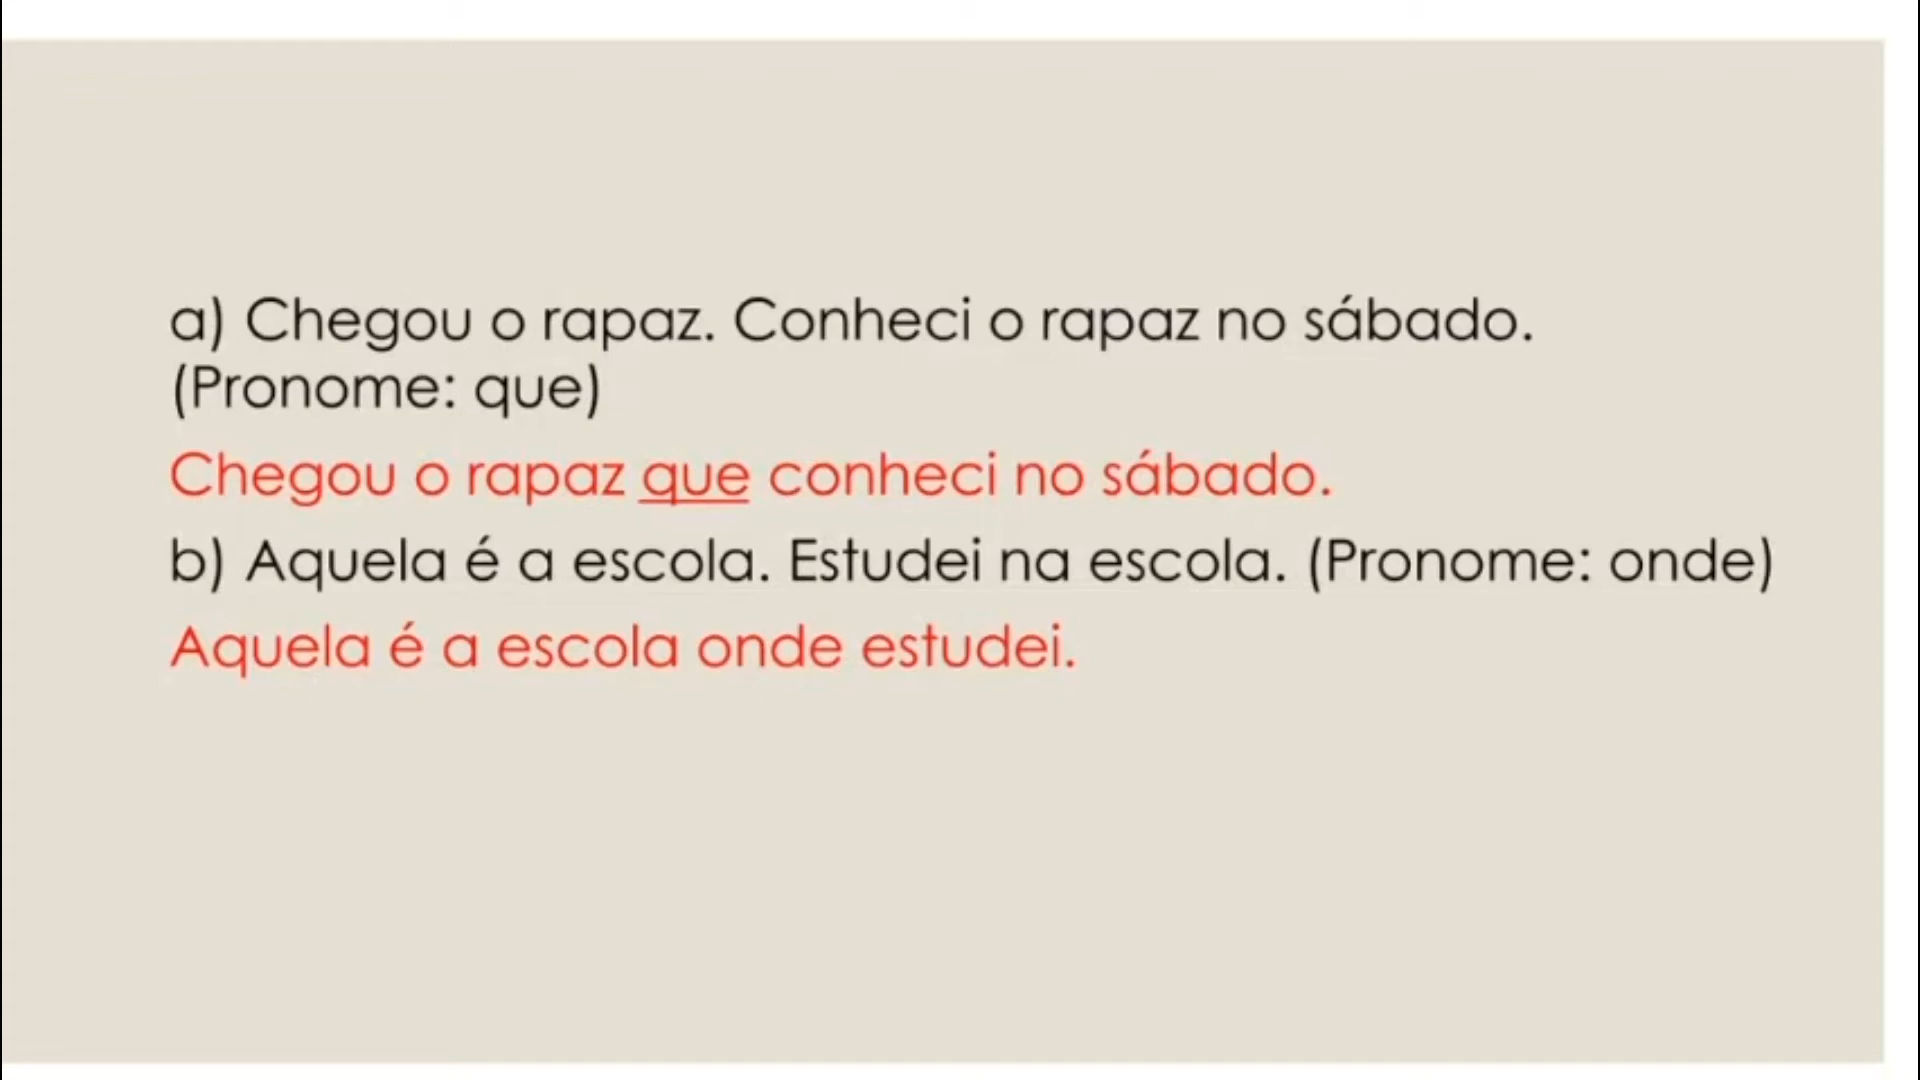 a) Chegou o rapaz. Conheci o rapaz no sábado.
(Pronome: que)
Chegou o rapaz que conheci no sábado.
b) Aquela é a escola. Estudei na escola. (Pronome: onde)
Aquela é a escola onde estudei.